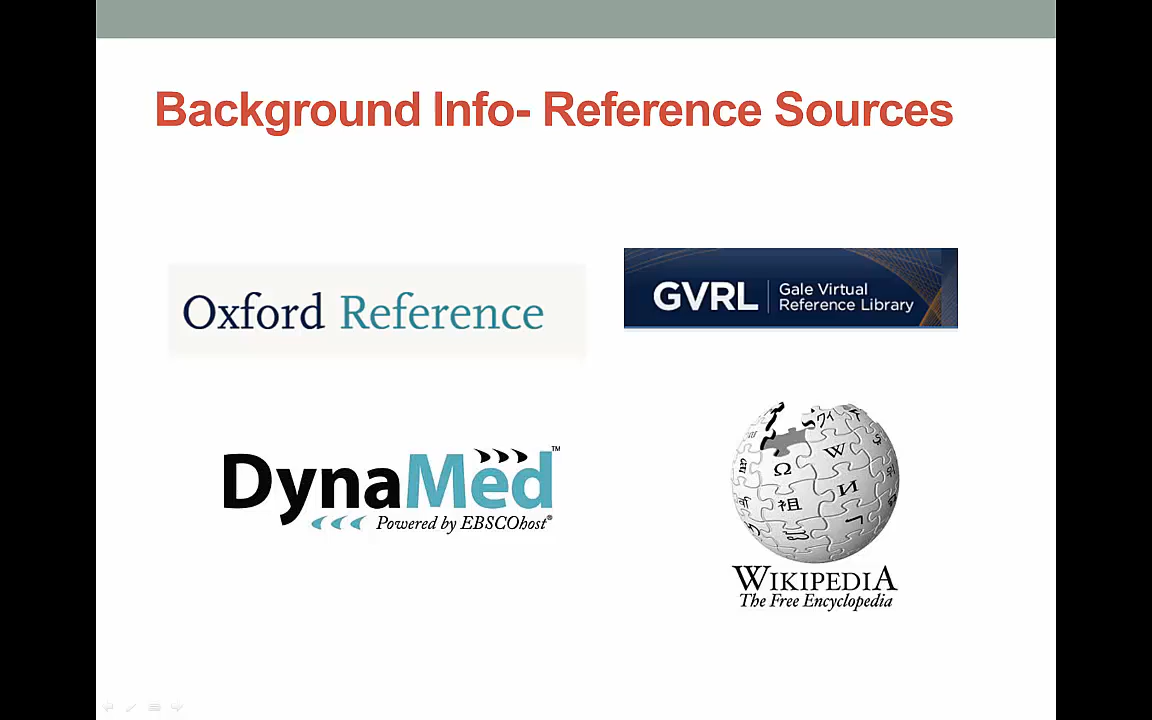 Background Info- Reference Sources
Oxford Reference
GVRL
Gale Virtual
Reference Library
DynaMed™
Powered by EBSCOhost®
Ω W
И
祖
WIKIPEDIA
The Free Encyclopedia